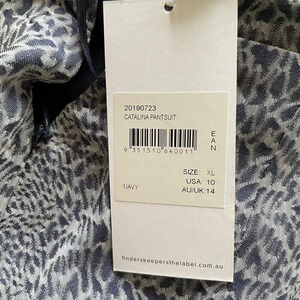 20190723
CATALINA PANTSUIT
EAN
9 351510 640011
SIZE: XL
NAVY
USA: 10
AU/UK: 14
finderskeepersthelabel.com.au